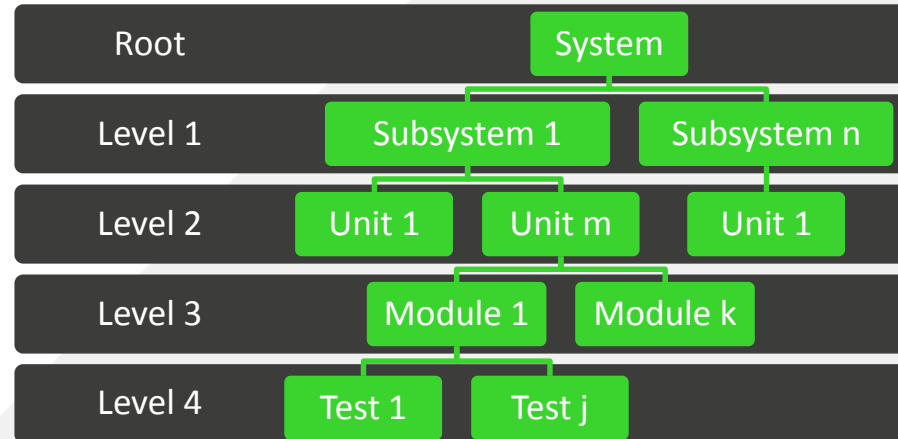 Root System
Level 1 Subsystem 1 Subsystem n
Level 2 Unit 1 Unit m Unit 1
Level 3 Module 1 Module k
Level 4 Test 1 Test j